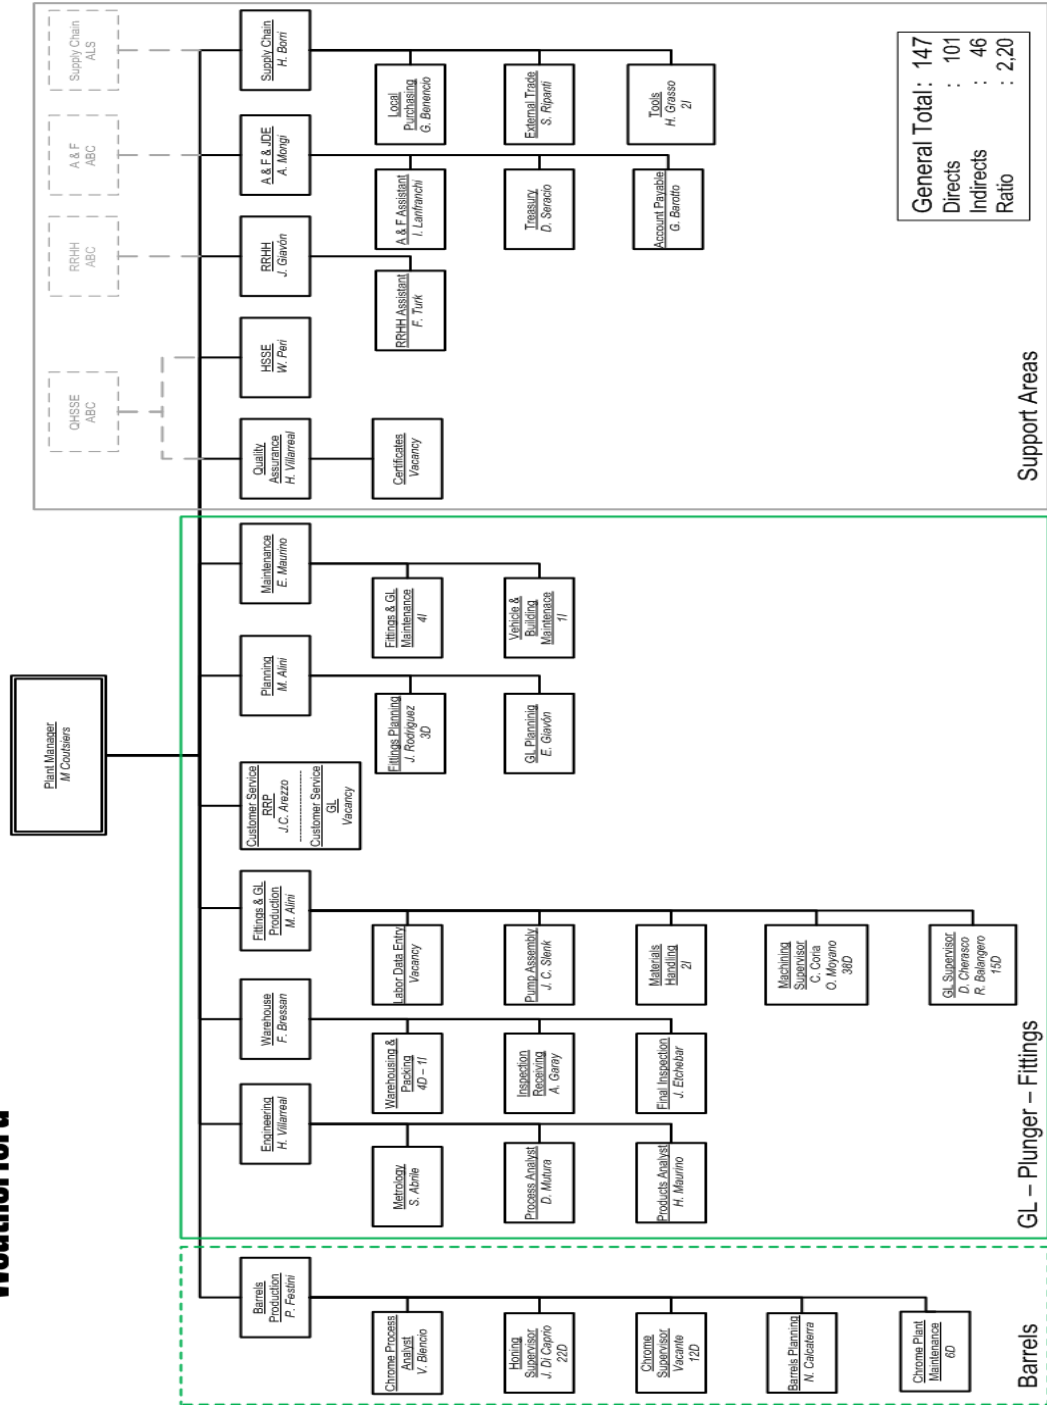 Weatherford
Plant Manager
M Coutsiers
Supply Chain
ALS
A & F
ABC
RRHH
ABC
QHSSE
ABC
Barrels
Production
P. Festini
Engineering
H. Villarreal
Warehouse
F. Bressan
Fittings & GL
Production
M. Alini
Customer Service
RRP
J.C. Arezzo
--------------------
Customer Service
GL
Vacancy
Planning
M. Alini
Maintenance
E. Maurino
Quality
Assurance
H. Villarreal
HSSE
W. Peri
RRHH
J. Giavón
A & F & JDE
A. Mongi
Supply Chain
H. Borri
Chrome Process
Analyst
V. Blencio
Honing
Supervisor
J. Di Caprio
22D
Chrome
Supervisor
Vacante
12D
Barrels Planning
N. Calcaterra
Chrome Plant
Maintenance
6D
Metrology
S. Abrile
Process Analyst
D. Mutura
Products Analyst
H. Maurino
Warehousing &
Packing
4D – 1I
Inspection
Receiving
A. Garay
Final Inspection
J. Etchebar
Labor Data Entry
Vacancy
Pump Assembly
J. C. Slenk
Materials
Handling
2I
Machining
Supervisor
C. Coria
O. Moyano
38D
GL Supervisor
D. Cherasco
R. Balangero
15D
Fittings Planning
J. Rodriguez
3D
GL Planninig
E. Giavón
Fittings & GL
Maintenance
4I
Vehicle &
Building
Maintenace
1I
Certificates
Vacancy
RRHH Assistant
F. Turk
A & F Assistant
I. Lanfranchi
Treasury
D. Seracio
Account Payable
G. Barotto
Local
Purchasing
G. Benencio
External Trade
S. Ripanti
Tools
H. Grasso
2I
General Total : 147
Directs : 101
Indirects : 46
Ratio : 2,20
Barrels
GL – Plunger – Fittings
Support Areas